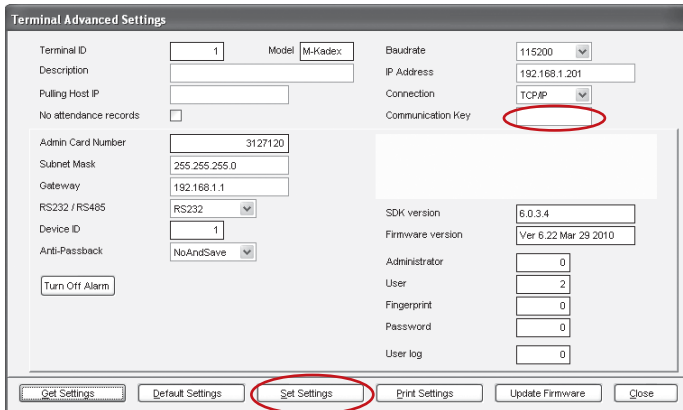 Terminal Advanced Settings
Terminal ID 1 Model M-Kadex Baudrate 115200
Description IP Address 192.168.1.201
Pulling Host IP Connection TCP/IP
No attendance records Communication Key
Admin Card Number 3127120
Subnet Mask 255.255.255.0
Gateway 192.168.1.1
RS232 / RS485 RS232 SDK version 6.0.3.4
Device ID 1 Firmware version Ver 6.22 Mar 29 2010
Anti-Passback NoAndSave Administrator 0
Turn Off Alarm User 2
Fingerprint 0
Password 0
User log 0
Get Settings Default Settings Set Settings Print Settings Update Firmware Close